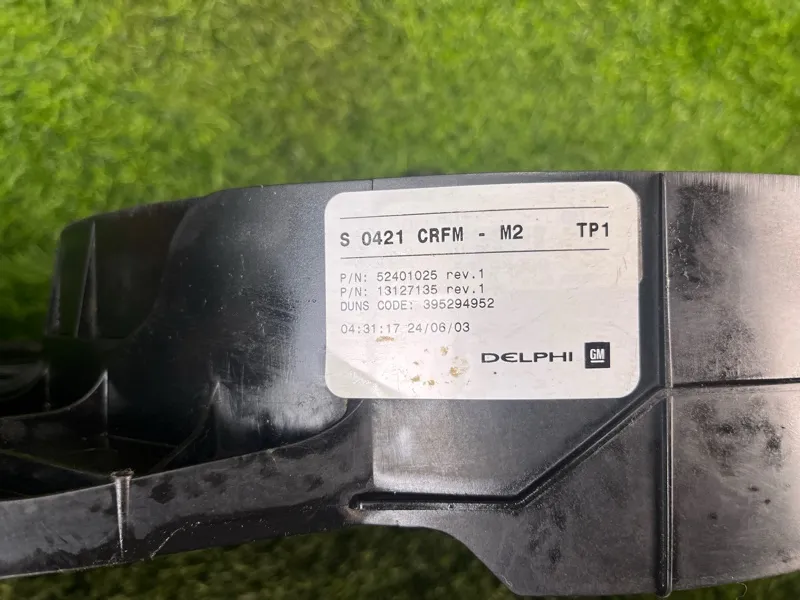 S 0421 CRFM - M2 TP1
P/N: 52401025 rev.1
P/N: 13127135 rev.1
DUNS CODE: 395294952
04:31:17 24/06/03
DELPHI GM